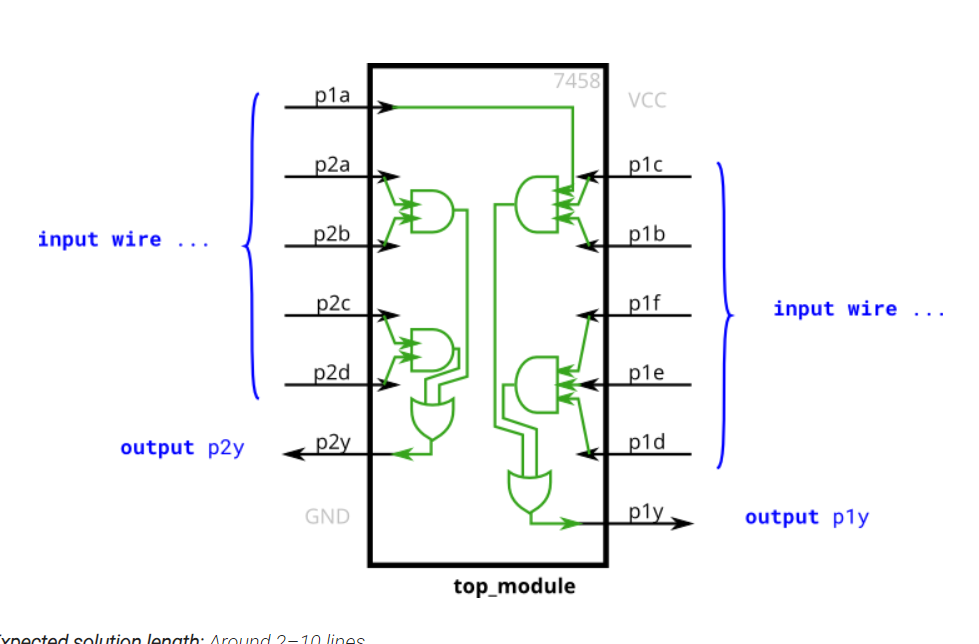 7458
VCC
p1a
p2a
p1c
p2b
p1b
input wire ...
p2c
p1f
input wire ...
p2d
p1e
output p2y
p2y
p1d
GND
p1y
output p1y
top_module
Expected solution length: Around 2–10 lines.